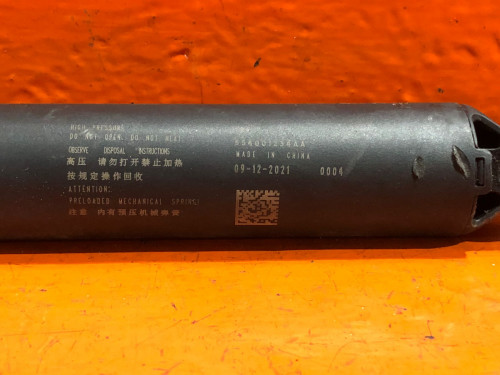 HIGH PRESSURE
DO NOT OPEN DO NOT HEAT
OBSERVE DISPOSAL INSTRUCTIONS
高压 请勿打开禁止加热
按规定操作回收
ATTENTION:
PRELOADED MECHANICAL SPRING!
注意 内有预压机械弹簧
MADE IN CHINA
09-12-2021 0004